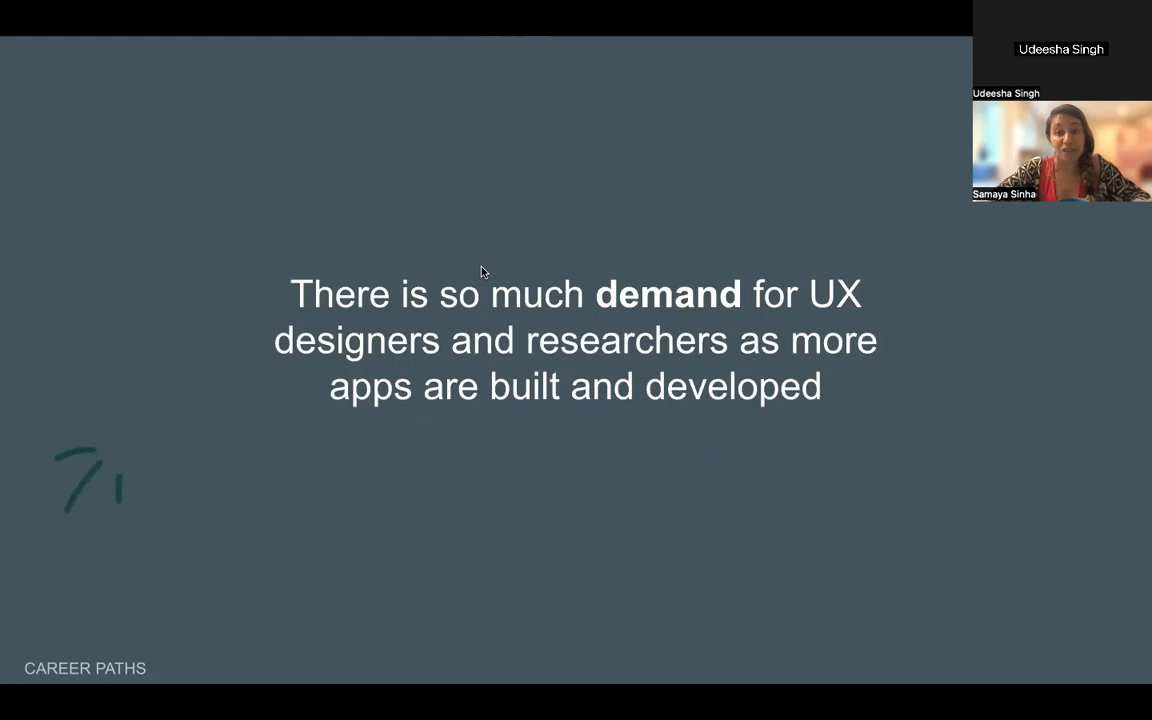 Udeesha Singh
Udeesha Singh
Samaya Sinha
There is so much demand for UX
designers and researchers as more
apps are built and developed
CAREER PATHS